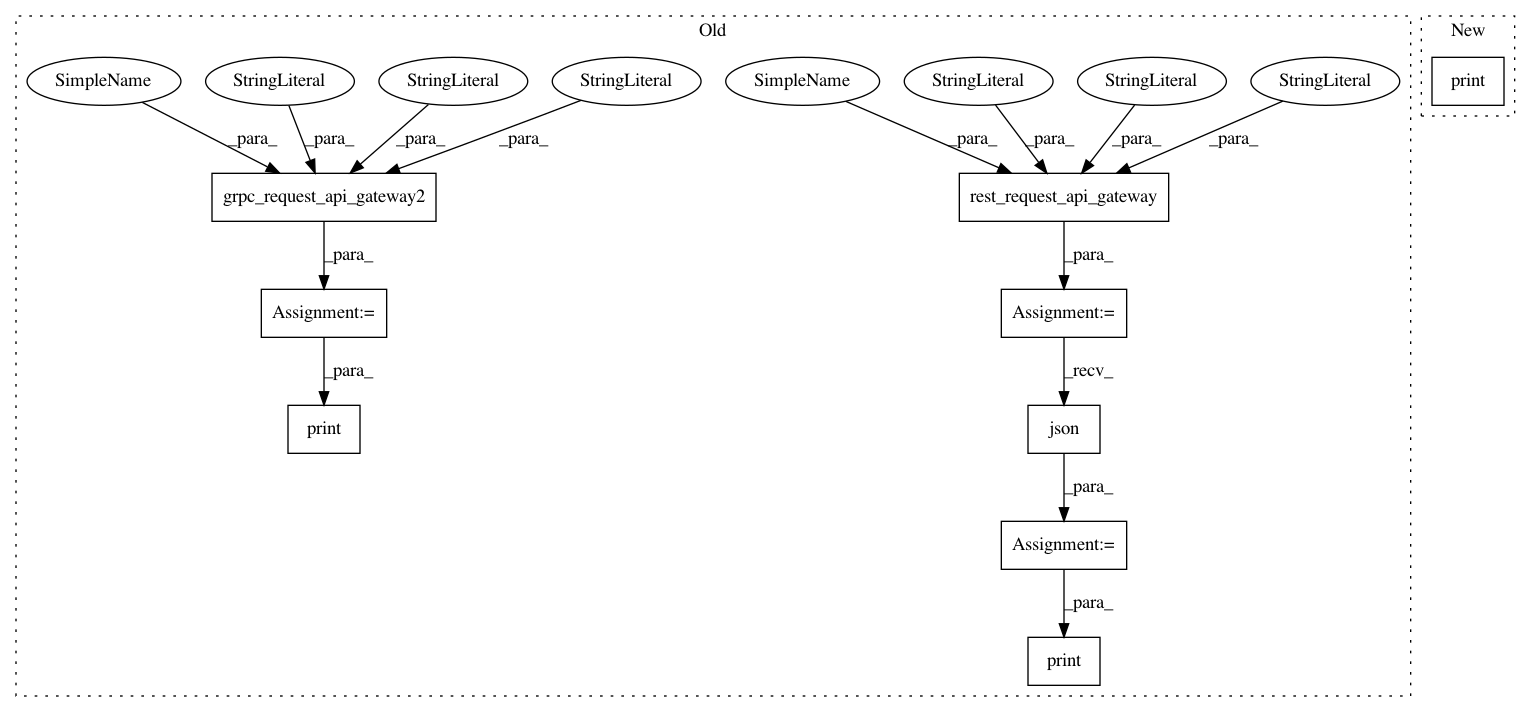 Old
New
SimpleName
StringLiteral
StringLiteral
StringLiteral
SimpleName
StringLiteral
StringLiteral
StringLiteral
print
_para_
_para_
_para_
_para_
_para_
_para_
_para_
_para_
grpc_request_api_gateway2
rest_request_api_gateway
_para_
_para_
Assignment:=
Assignment:=
_para_
_recv_
print
json
_para_
Assignment:=
_para_
print